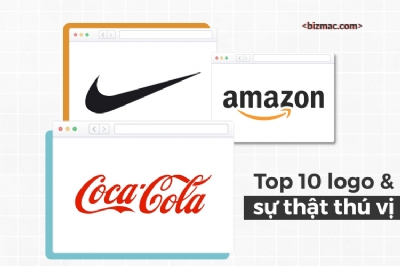 <bizmac.com>
amazon
Coca-Cola
Top 10 logo &
sự thật thú vị